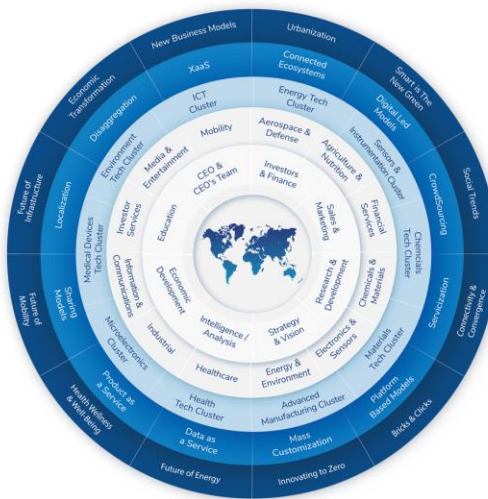 New Business Models
Urbanization
Smart is The
New Green
Social Trends
Connectivity &
Convergence
Bricks & Clicks
Innovating to Zero
Future of Energy
Health Wellness
& Well-Being
Future of
Mobility
Future of
Infrastructure
Economic
Transformation
XaaS
Connected
Ecosystems
Digital Led
Models
CrowdSourcing
Servicization
Platform
Based Models
Mass
Customization
Data as
a Service
Product as
a Service
Sharing
Models
Localization
Disaggregation
ICT
Cluster
Energy Tech
Cluster
Sensors &
Instrumentation Cluster
Chemcials
Tech Cluster
Materials
Tech Cluster
Advanced
Manufacturing Cluster
Health
Tech Cluster
Microelectronics
Cluster
Medical Devices
Tech Cluster
Environment
Tech Cluster
Mobility
Aerospace &
Defense
Agriculture &
Nutrition
Financial
Services
Chemicals &
Materials
Electronics &
Sensors
Energy &
Environment
Healthcare
Industrial
Information &
Communications
Investor
Services
Media &
Entertainment
CEO &
CEO's Team
Investors
& Finance
Sales &
Marketing
Research &
Development
Strategy
& Vision
Intelligence /
Analysis
Economic
Development
Education